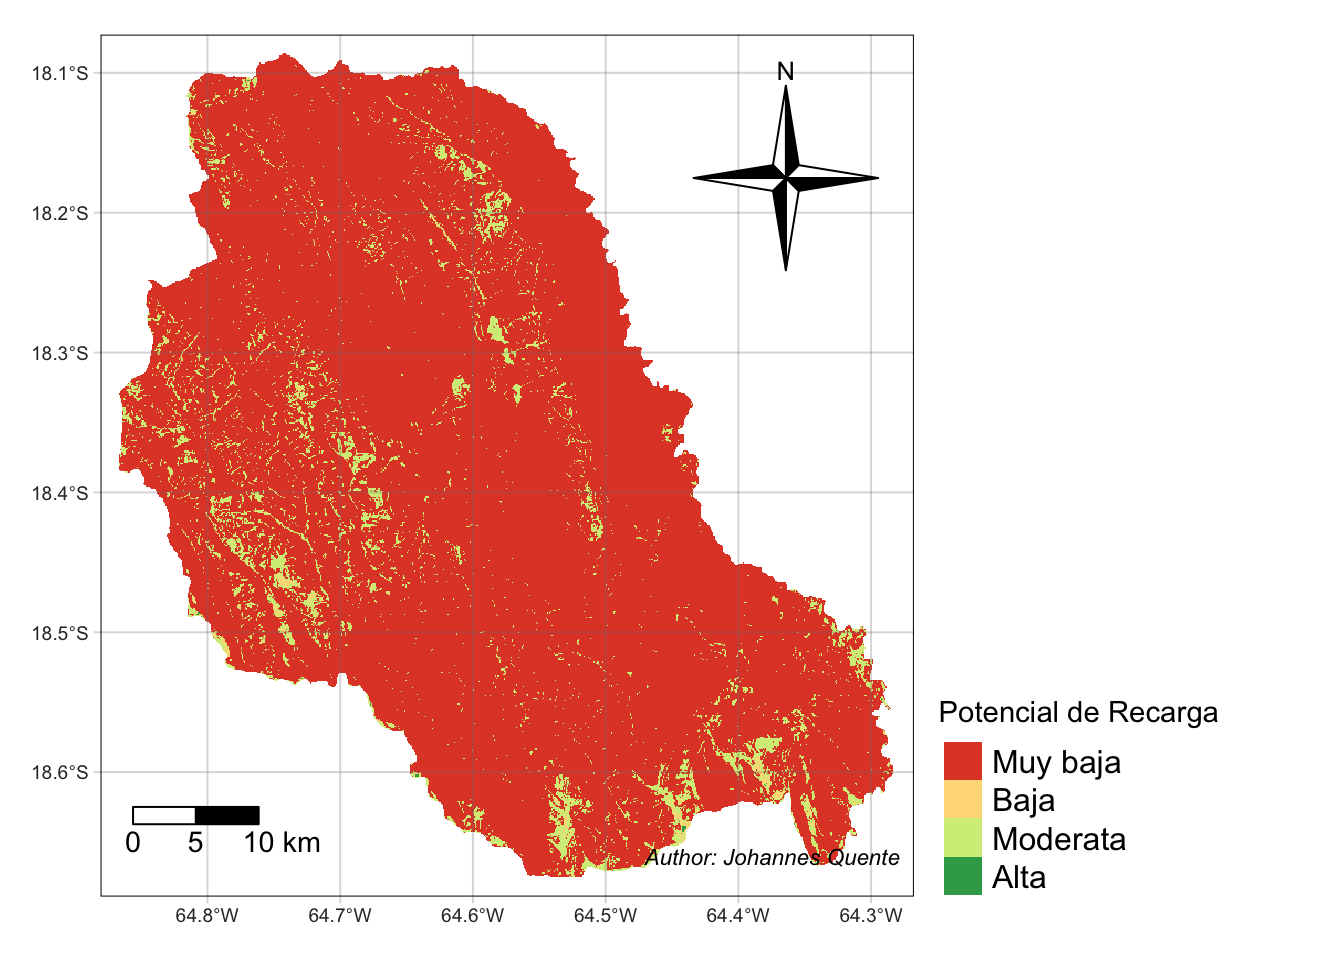 18.1°S
18.2°S
18.3°S
18.4°S
18.5°S
18.6°S
N
0 5 10 km
Author: Johannes Quente
64.8°W 64.7°W 64.6°W 64.5°W 64.4°W 64.3°W
Potencial de Recarga
Muy baja
Baja
Moderata
Alta